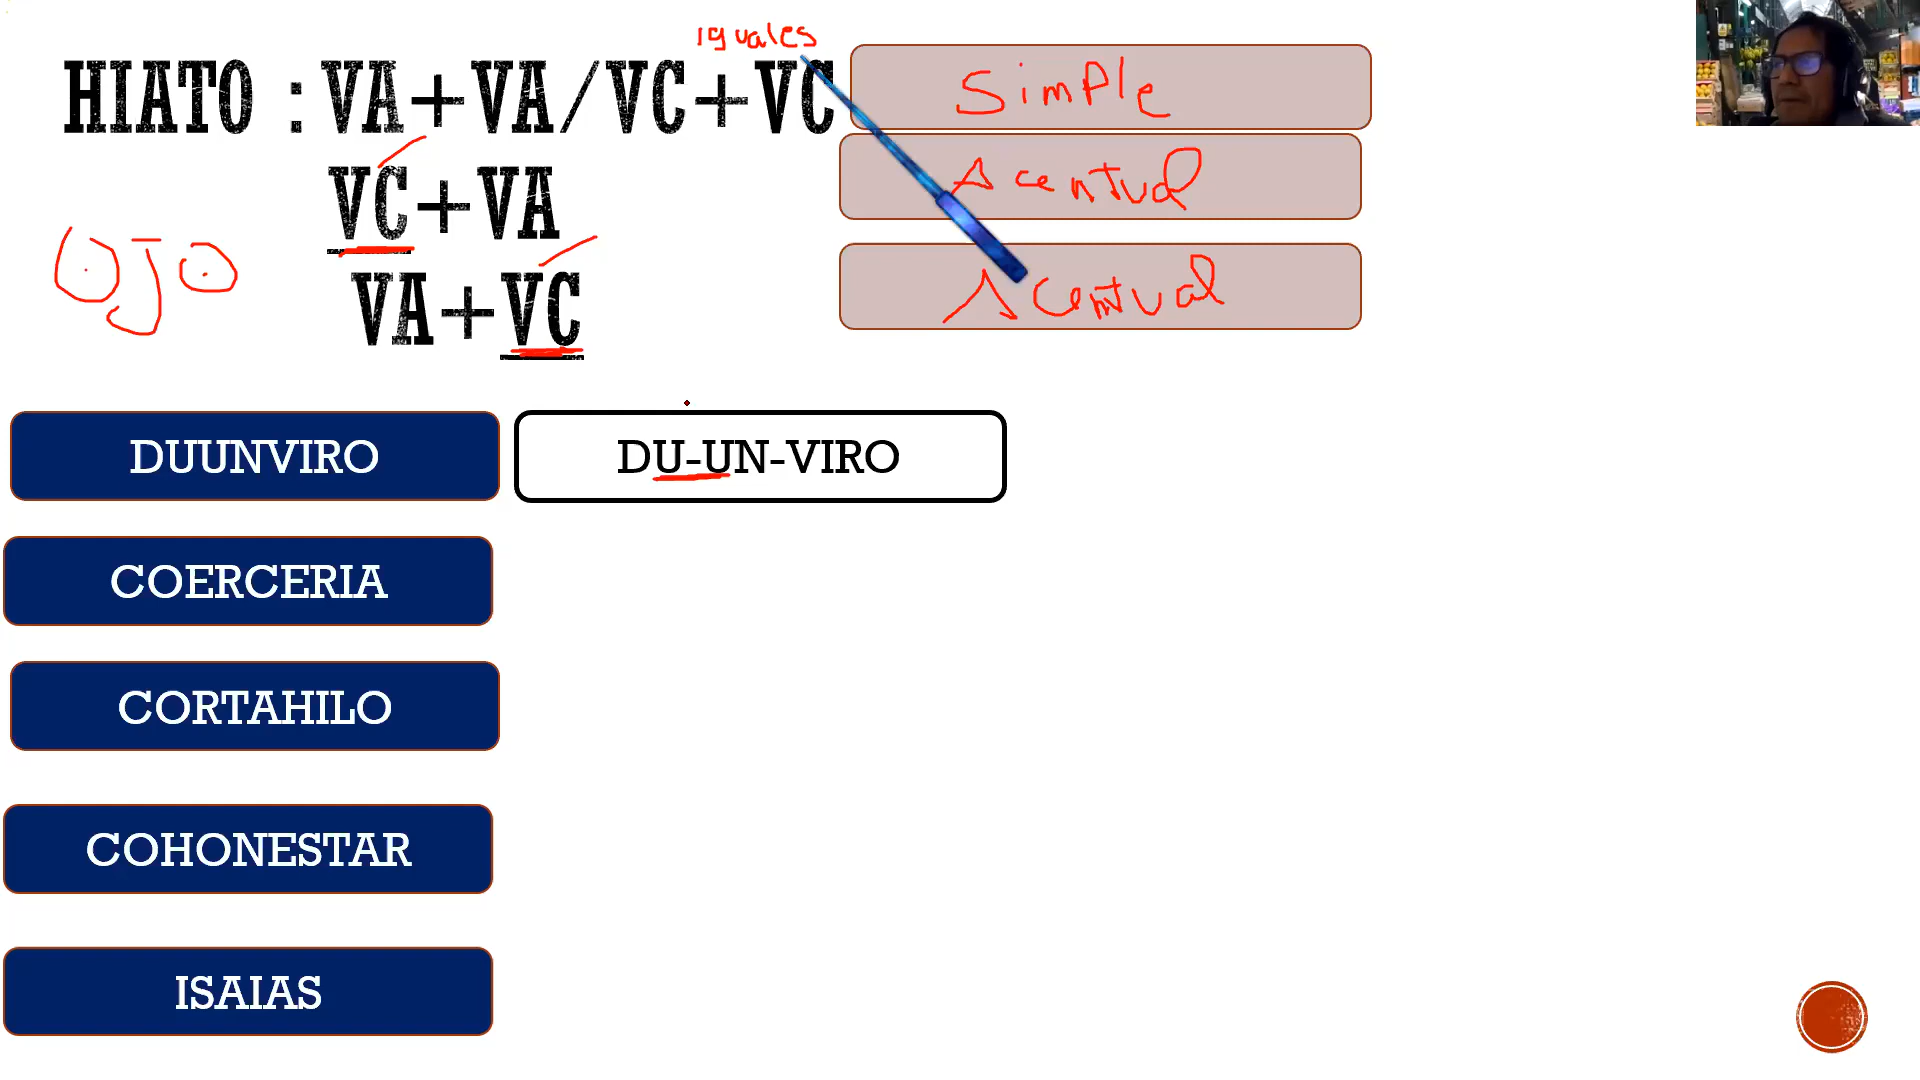 iguales
HIATO : VA+VA/VC+VC
Simple
VC+VA
Acentual
OJO
VA+VC
Acentual
DUUNVIRO
DU-UN-VIRO
COERCERIA
CORTAHILO
COHONESTAR
ISAIAS